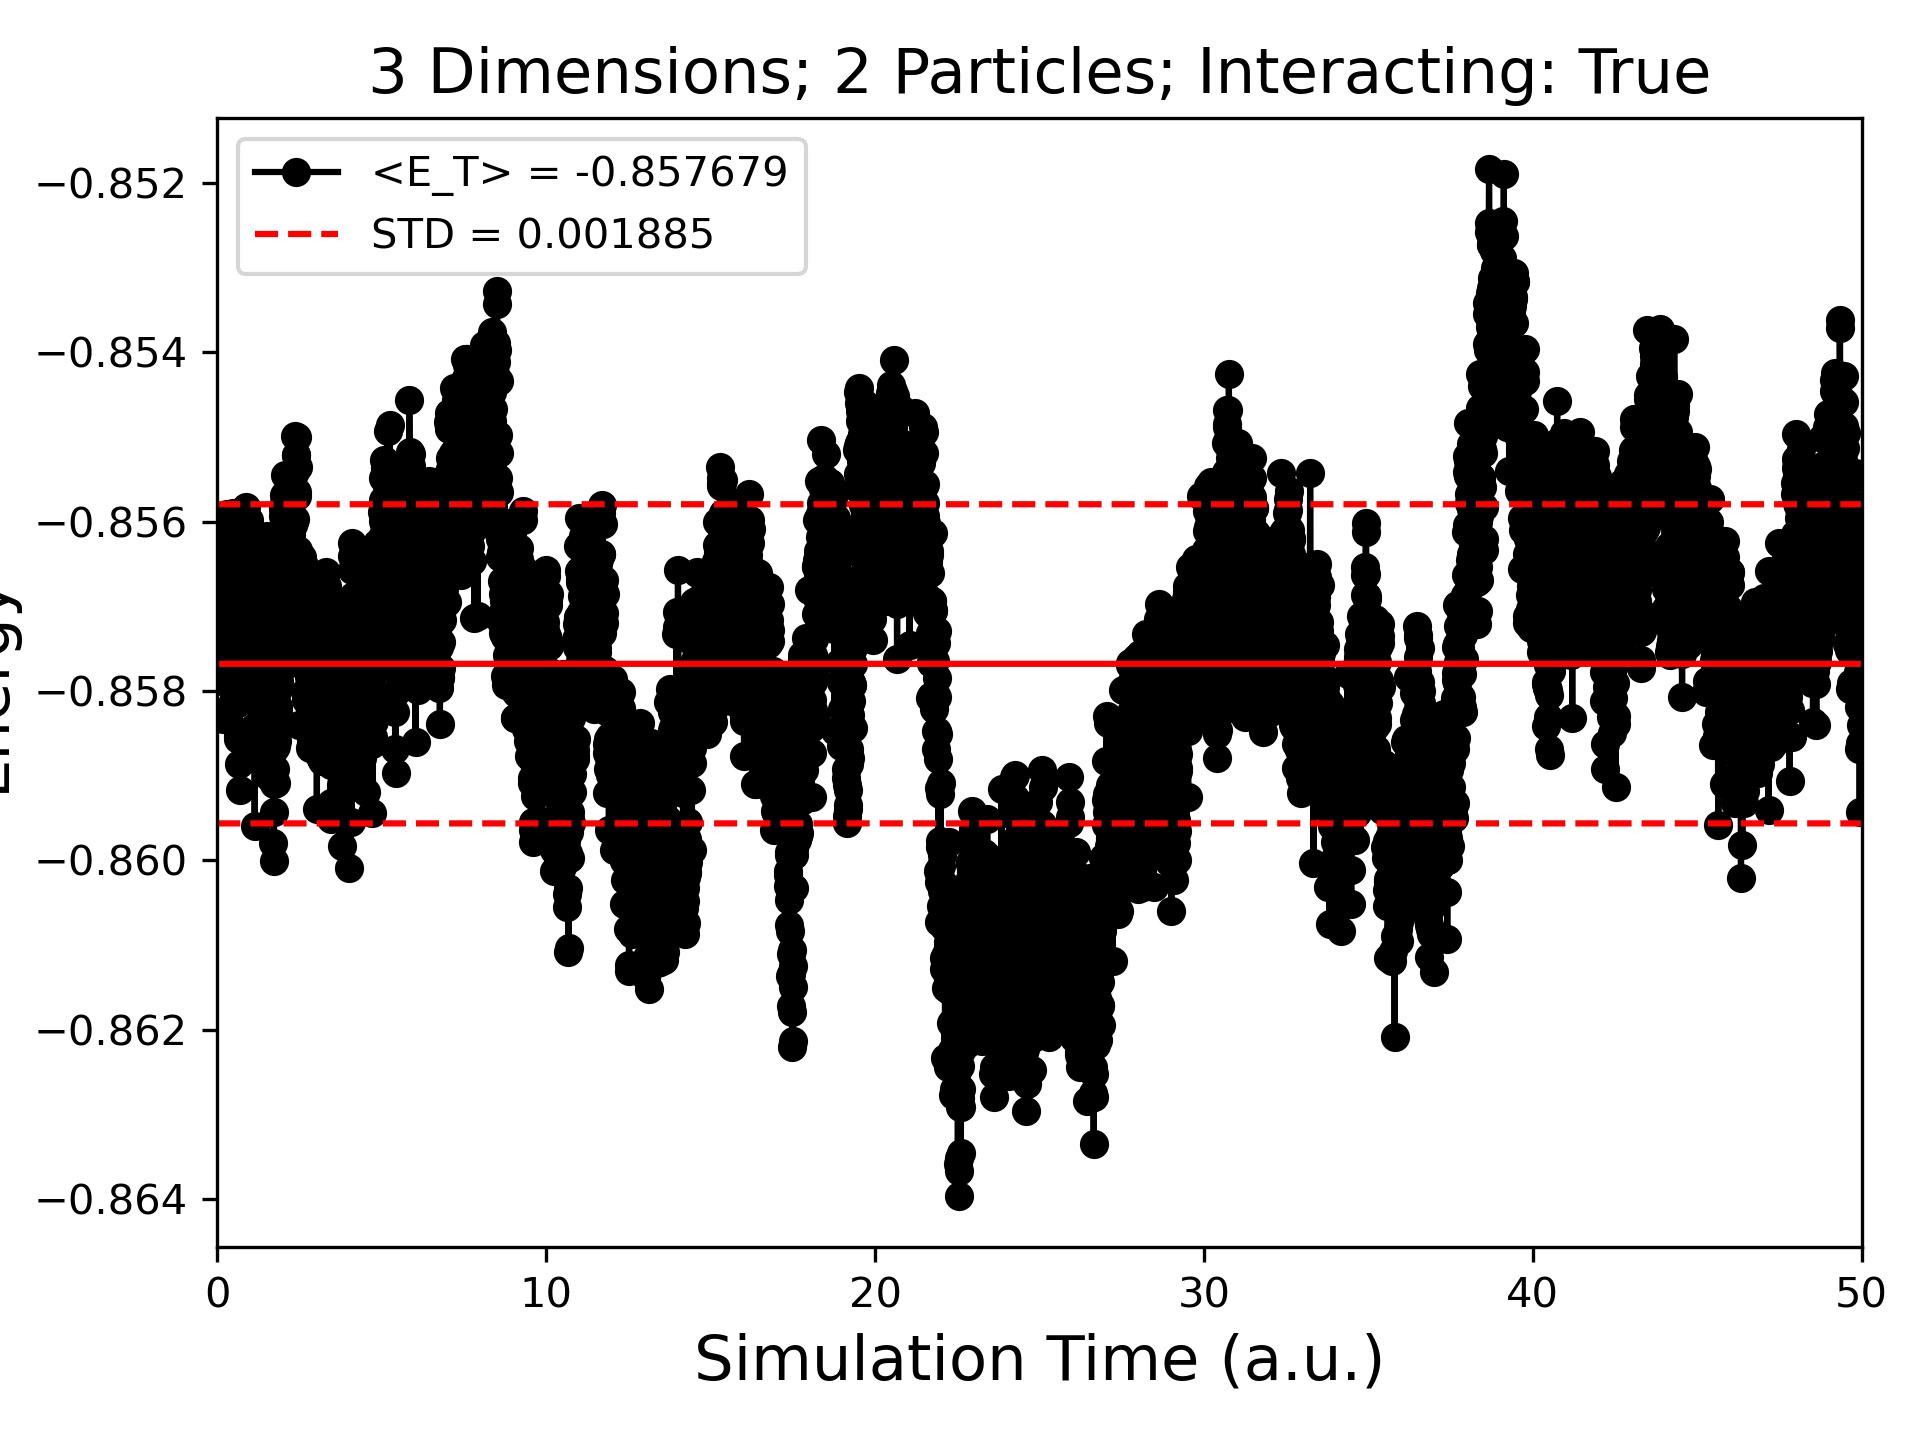 3 Dimensions; 2 Particles; Interacting: True
<E_T> = -0.857679
STD = 0.001885
−0.852
−0.854
−0.856
−0.858
−0.860
−0.862
−0.864
Energy
0 10 20 30 40 50
Simulation Time (a.u.)